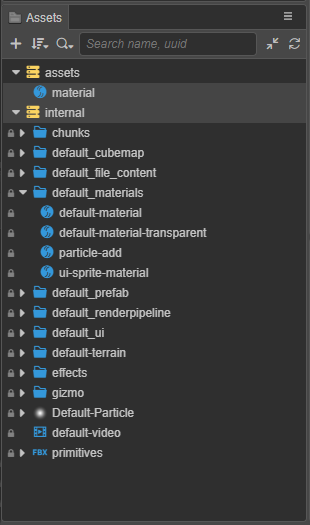 Assets
Search name, uuid
assets
material
internal
chunks
default_cubemap
default_file_content
default_materials
default-material
default-material-transparent
particle-add
ui-sprite-material
default_prefab
default_renderpipeline
default_ui
default-terrain
effects
gizmo
Default-Particle
default-video
FBX primitives